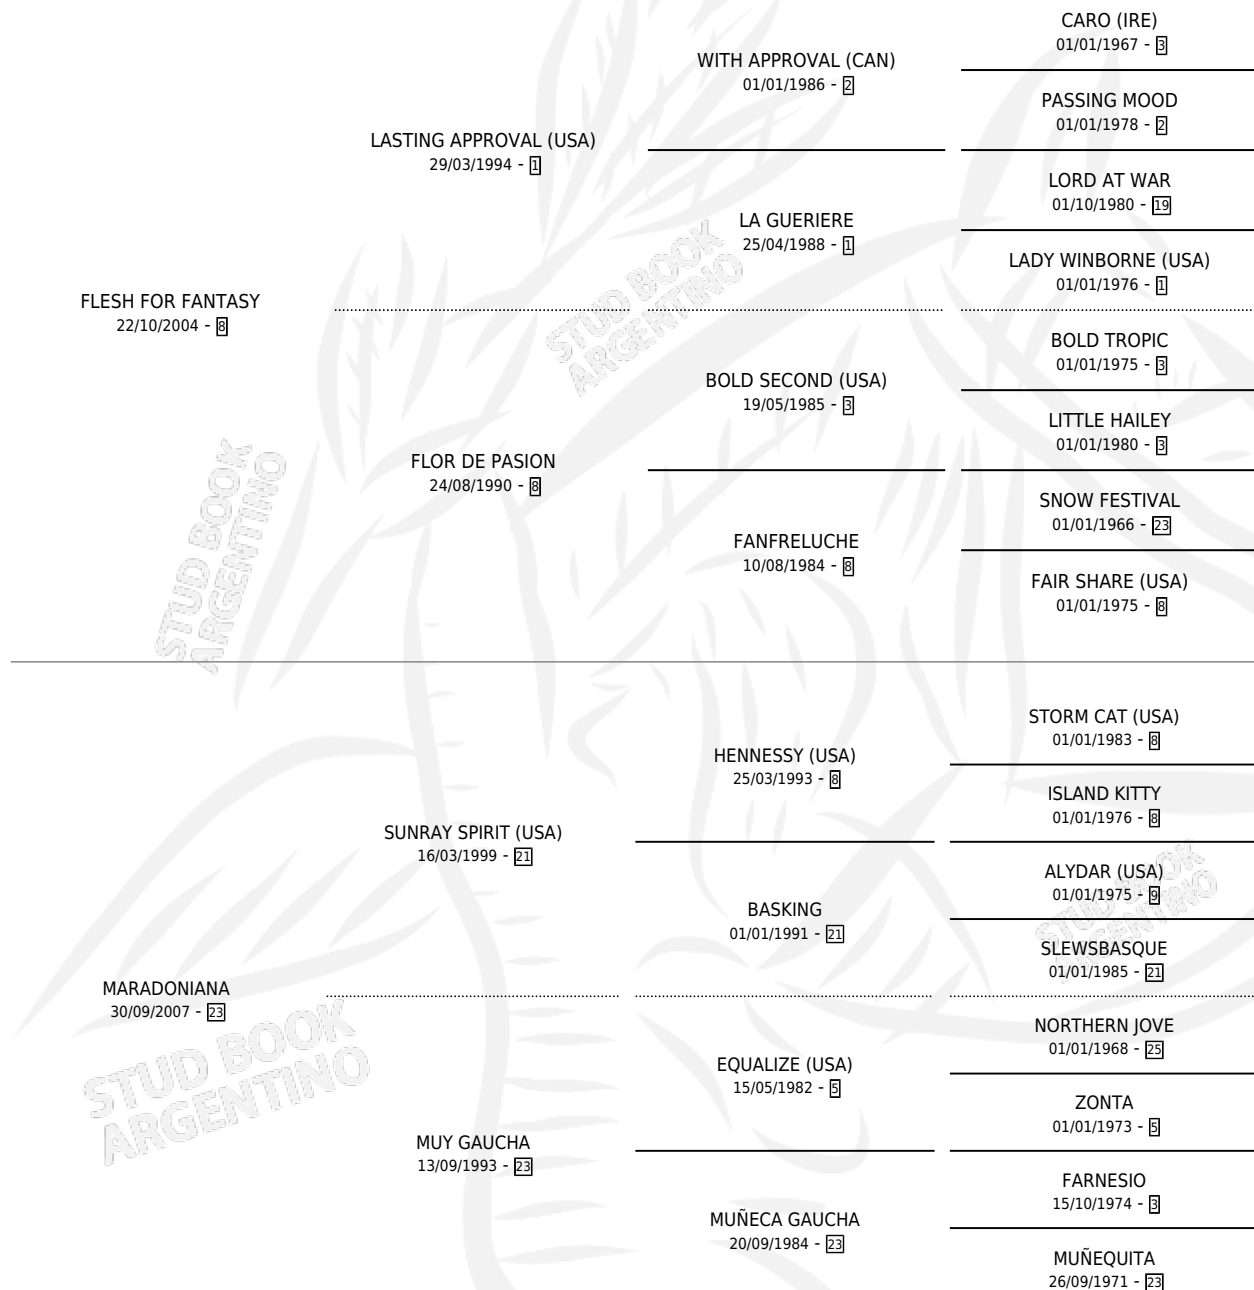 CARO (IRE)
01/01/1967 - 3
WITH APPROVAL (CAN)
01/01/1986 - 2
PASSING MOOD
01/01/1978 - 2
LASTING APPROVAL (USA)
29/03/1994 - 1
LORD AT WAR
01/10/1980 - 19
LA GUERIERE
25/04/1988 - 1
LADY WINBORNE (USA)
01/01/1976 - 1
FLESH FOR FANTASY
22/10/2004 - 8
BOLD TROPIC
01/01/1975 - 3
BOLD SECOND (USA)
19/05/1985 - 3
LITTLE HAILEY
01/01/1980 - 3
FLOR DE PASION
24/08/1990 - 8
SNOW FESTIVAL
01/01/1966 - 23
FANFRELUCHE
10/08/1984 - 8
FAIR SHARE (USA)
01/01/1975 - 8
STORM CAT (USA)
01/01/1983 - 8
HENNESSY (USA)
25/03/1993 - 8
ISLAND KITTY
01/01/1976 - 8
SUNRAY SPIRIT (USA)
16/03/1999 - 21
ALYDAR (USA)
01/01/1975 - 9
BASKING
01/01/1991 - 21
SLEWSBASQUE
01/01/1985 - 21
MARADONIANA
30/09/2007 - 23
NORTHERN JOVE
01/01/1968 - 25
EQUALIZE (USA)
15/05/1982 - 5
ZONTA
01/01/1973 - 5
MUY GAUCHA
13/09/1993 - 23
FARNESIO
15/10/1974 - 3
MUÑECA GAUCHA
20/09/1984 - 23
MUÑEQUITA
26/09/1971 - 23
STUD BOOK
ARGENTINO
STUD BOOK
ARGENTINO
STUD BOOK
ARGENTINO
STUD BOOK
ARGENTINO